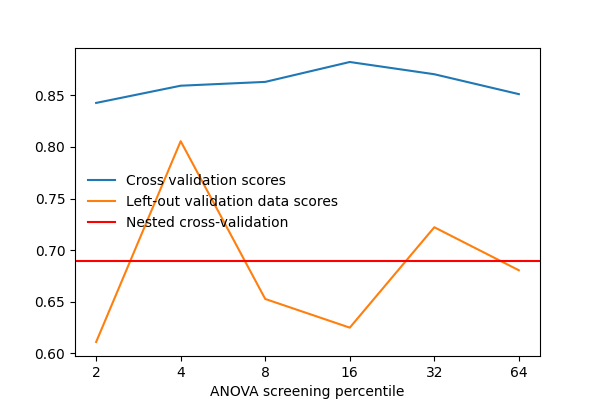 0.85
0.80
0.75
0.70
0.65
0.60
Cross validation scores
Left-out validation data scores
Nested cross-validation
2 4 8 16 32 64
ANOVA screening percentile